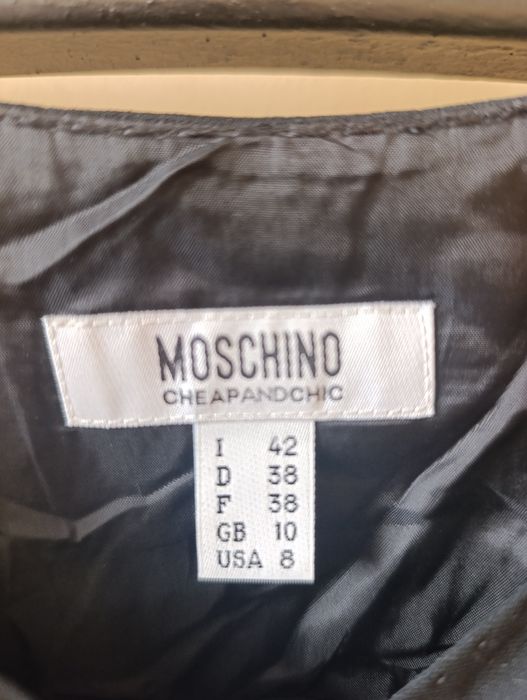 MOSCHINO
CHEAPANDCHIC
I 42
D 38
F 38
GB 10
USA 8